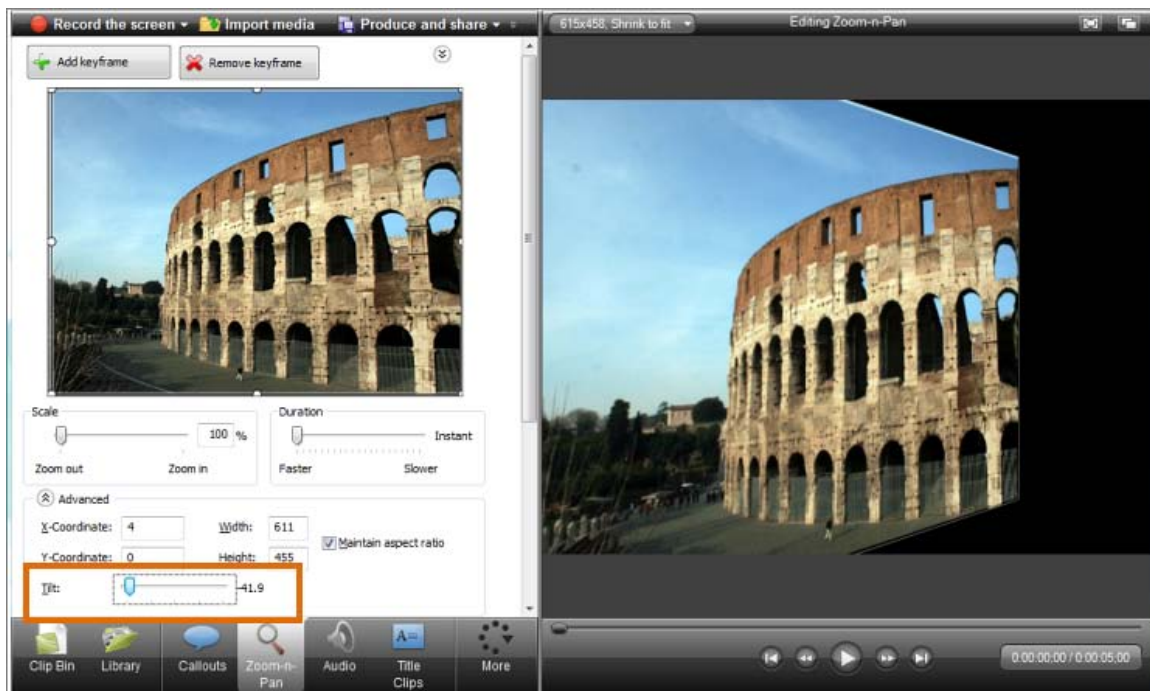 Record the screen Import media Produce and share 615x458, Shrink to fit Editing Zoom-n-Pan
Add keyframe Remove keyframe
Scale Duration
100 % Instant
Zoom out Zoom in Faster Slower
Advanced
X-Coordinate: 4 Width: 611
Maintain aspect ratio
Y-Coordinate: 0 Height: 455
Tilt: -41.9
Clip Bin Library Callouts Zoom-n-Pan Audio Title Clips More
0:00:00;00 / 0:00:05;00